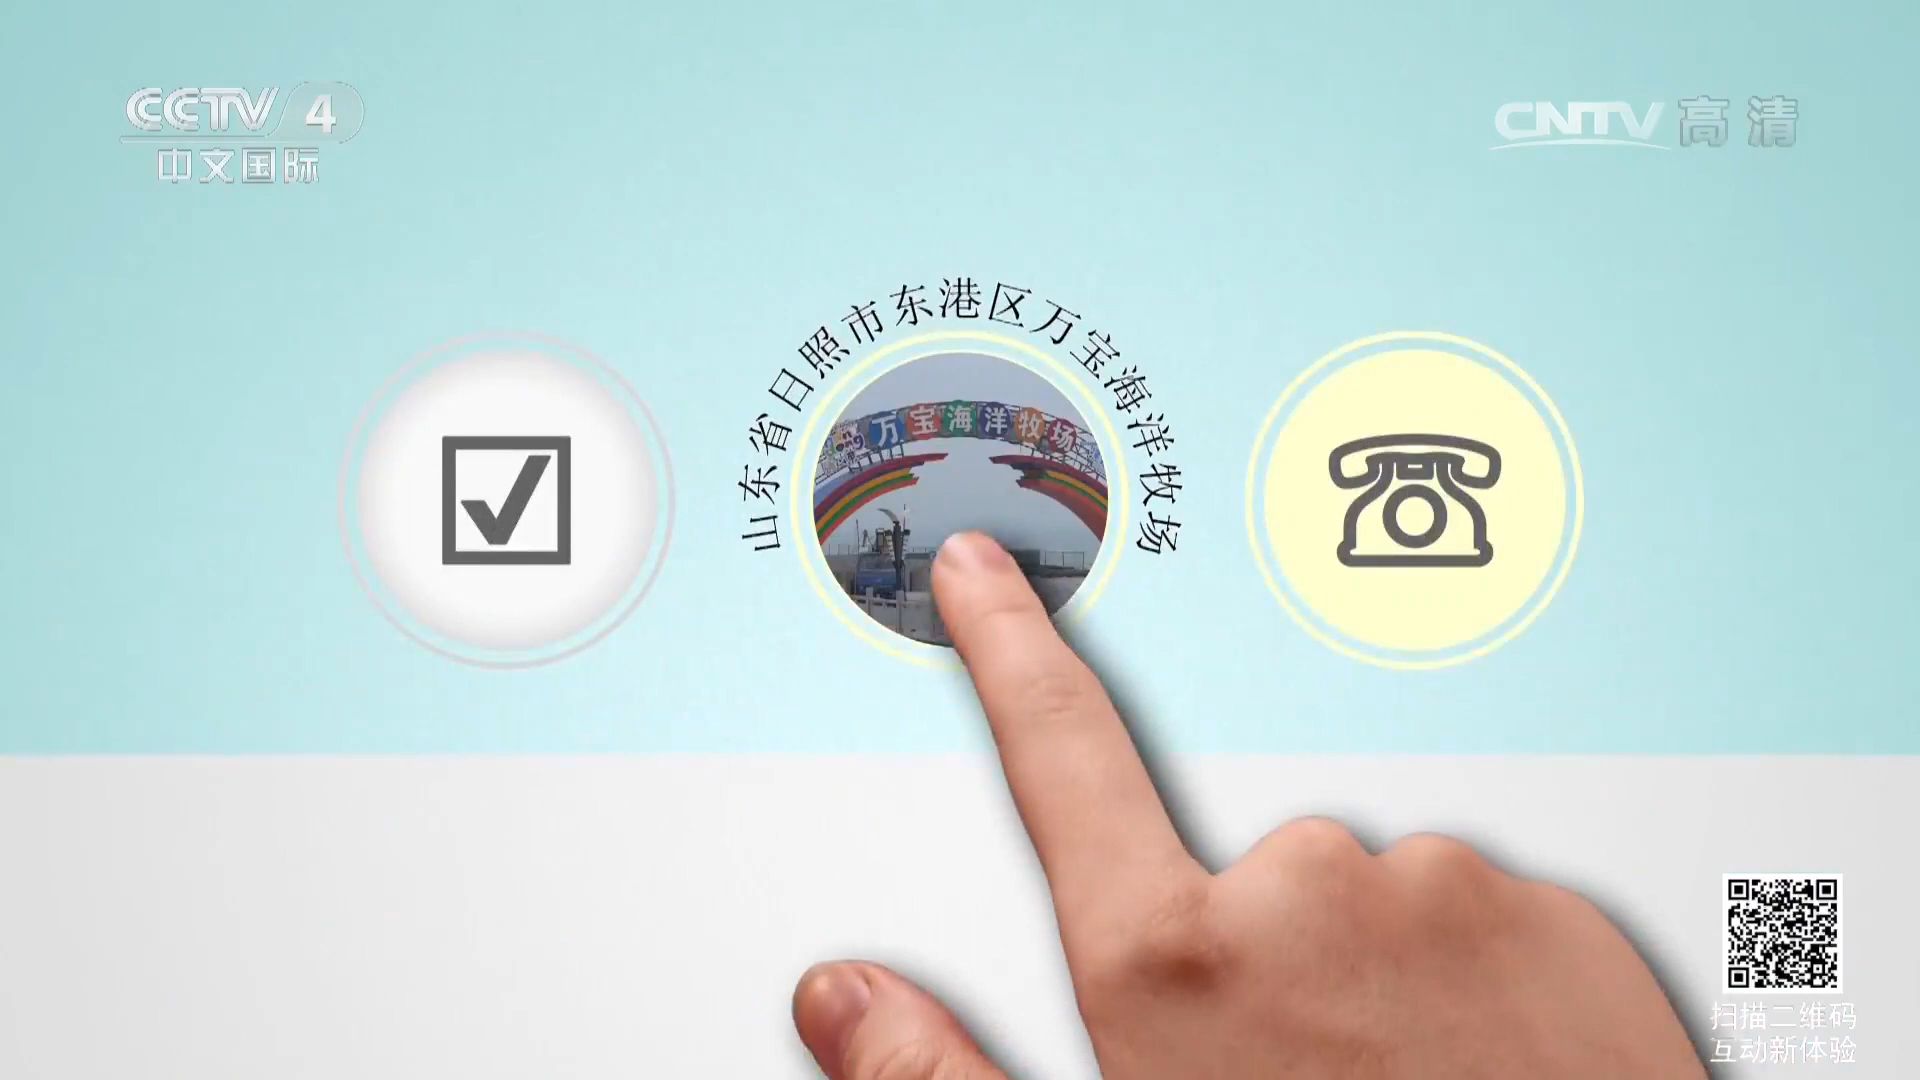 CCTV 4
中文国际
CNTV 高清
山东省日照市东港区万宝海洋牧场
万宝海洋牧场
扫描二维码
互动新体验